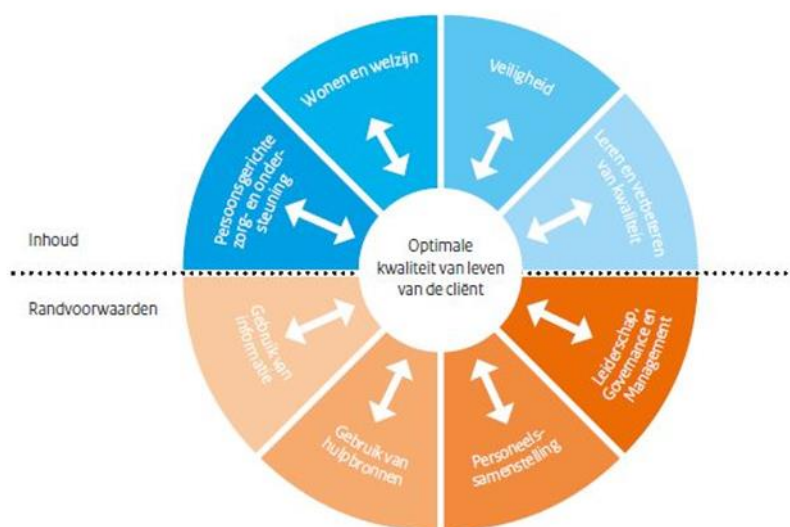 Wonen en welzijn
Veiligheid
Persoonsgerichte
zorg- en onder-
steuning
Leren en verbeteren
van kwaliteit
Inhoud
Optimale
kwaliteit van leven
van de cliënt
Randvoorwaarden
Gebruik van
informatie
Leiderschap,
Governance en
Management
Gebruik van
hulpbronnen
Personeels-
samenstelling